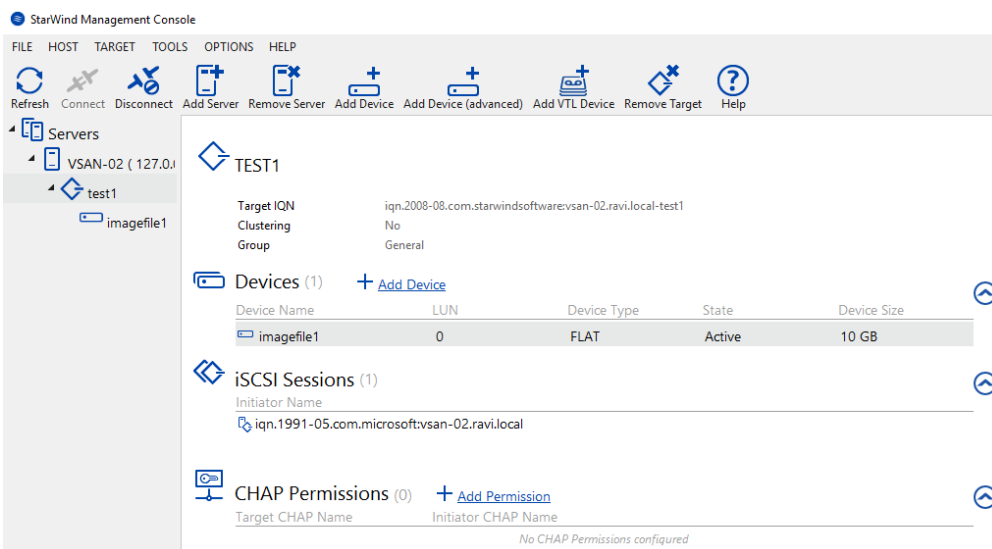 StarWind Management Console
FILE HOST TARGET TOOLS OPTIONS HELP
Refresh Connect Disconnect Add Server Remove Server Add Device Add Device (advanced) Add VTL Device Remove Target Help
Servers
VSAN-02 ( 127.0.
test1
imagefile1
TEST1
Target IQN iqn.2008-08.com.starwindsoftware:vsan-02.ravi.local-test1
Clustering No
Group General
Devices (1) Add Device
Device Name LUN Device Type State Device Size
imagefile1 0 FLAT Active 10 GB
iSCSI Sessions (1)
Initiator Name
iqn.1991-05.com.microsoft:vsan-02.ravi.local
CHAP Permissions (0) Add Permission
Target CHAP Name Initiator CHAP Name
No CHAP Permissions configured